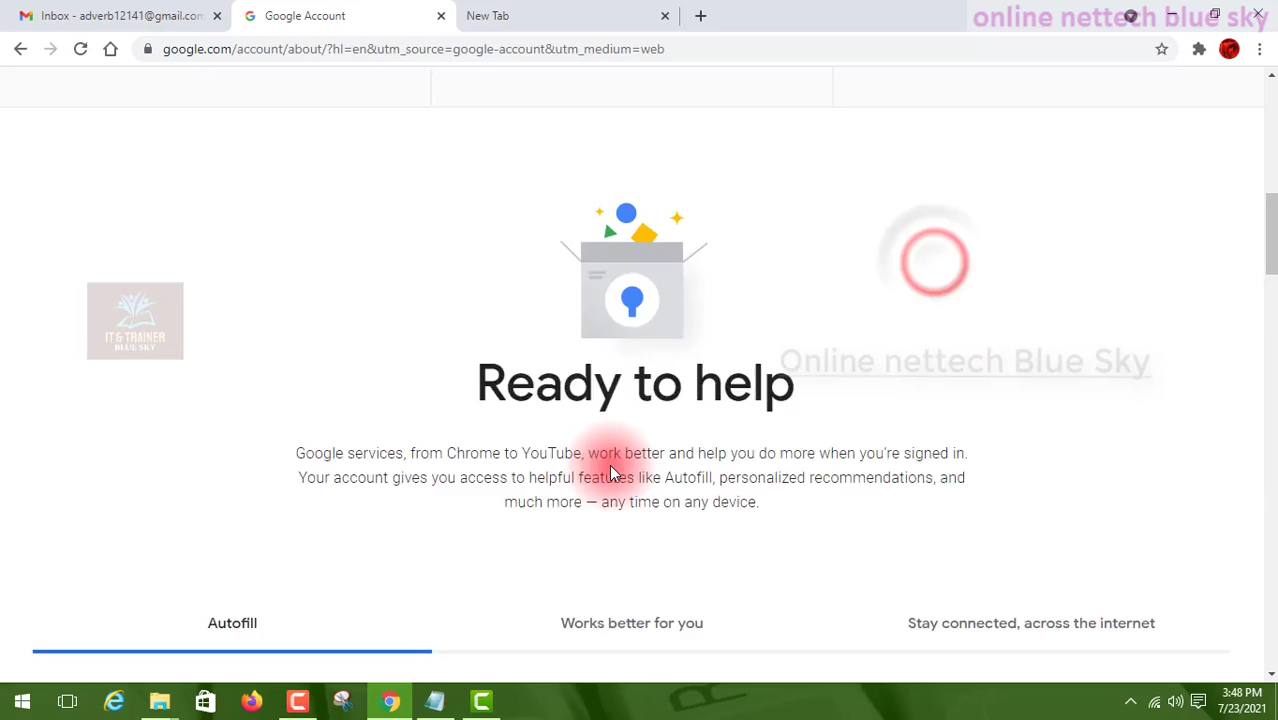 Inbox - adverb12141@gmail.com
Google Account
New Tab
online nettech blue sky
google.com/account/about/?hl=en&utm_source=google-account&utm_medium=web
IT & TRAINER
BLUE SKY
Online nettech Blue Sky
Ready to help
Google services, from Chrome to YouTube, work better and help you do more when you're signed in.
Your account gives you access to helpful features like Autofill, personalized recommendations, and
much more — any time on any device.
Autofill
Works better for you
Stay connected, across the internet
3:48 PM
7/23/2021